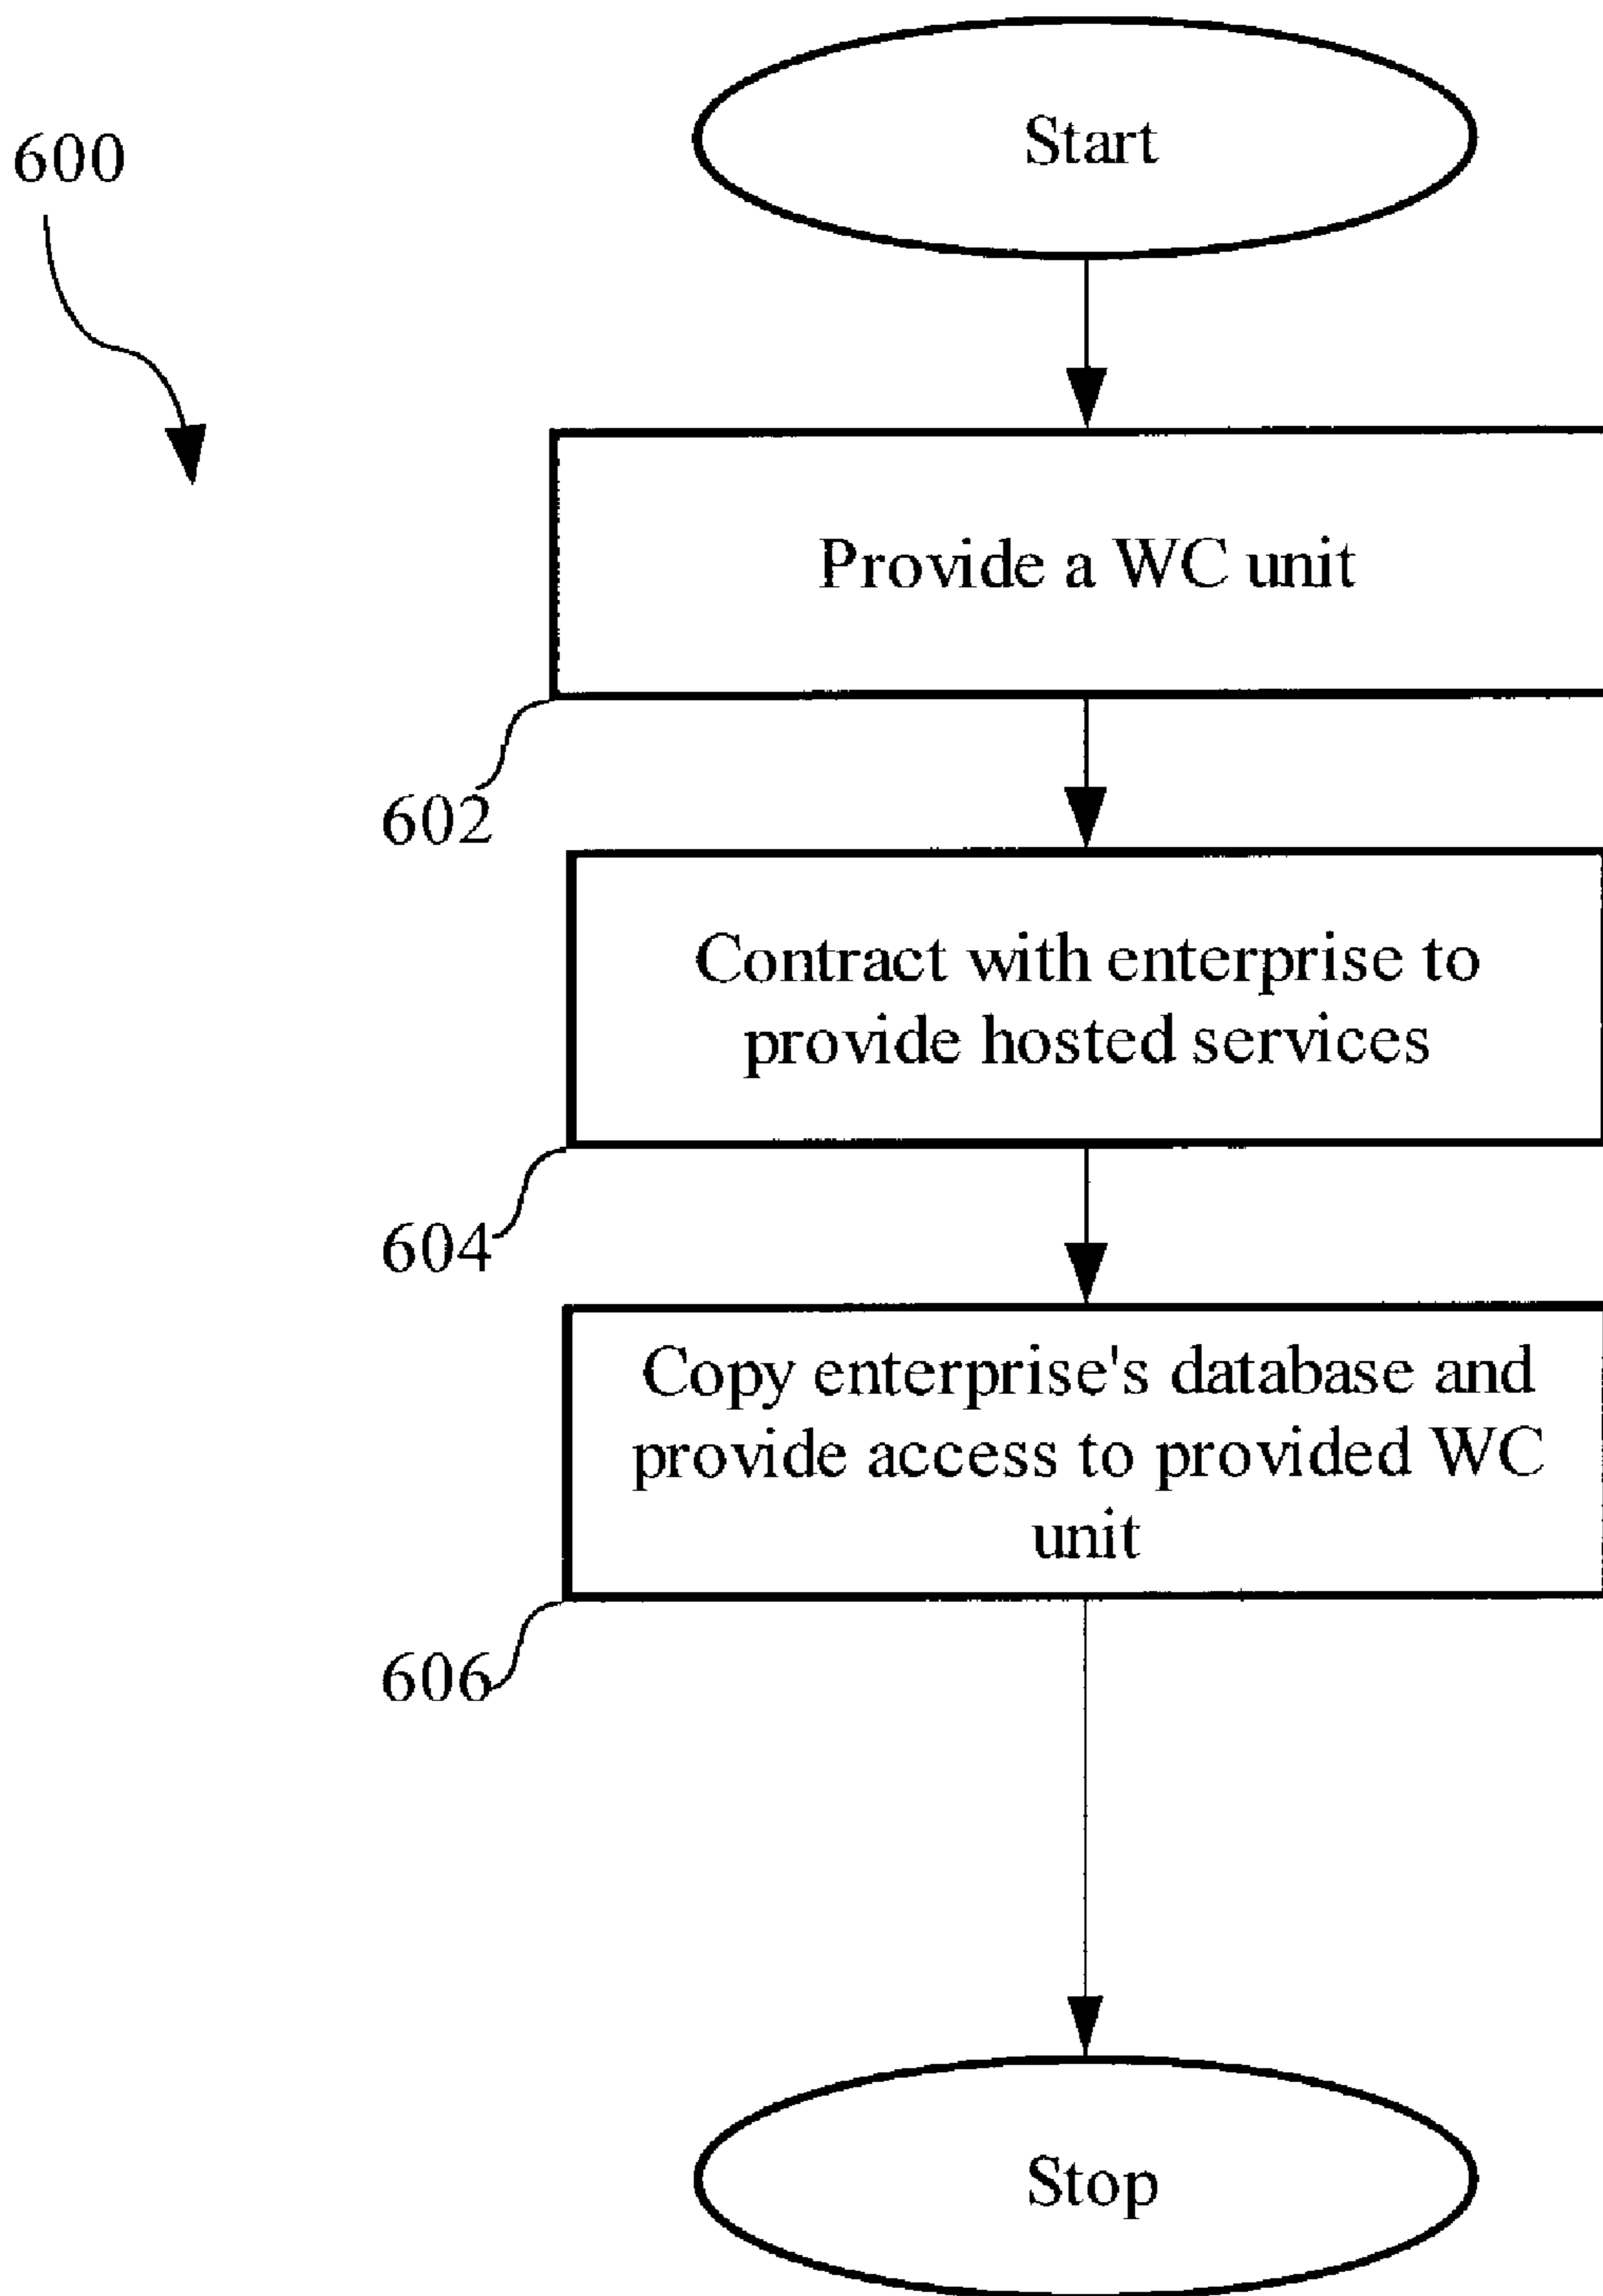 600
Start
Provide a WC unit
602
Contract with enterprise to
provide hosted services
604
Copy enterprise's database and
provide access to provided WC
unit
606
Stop